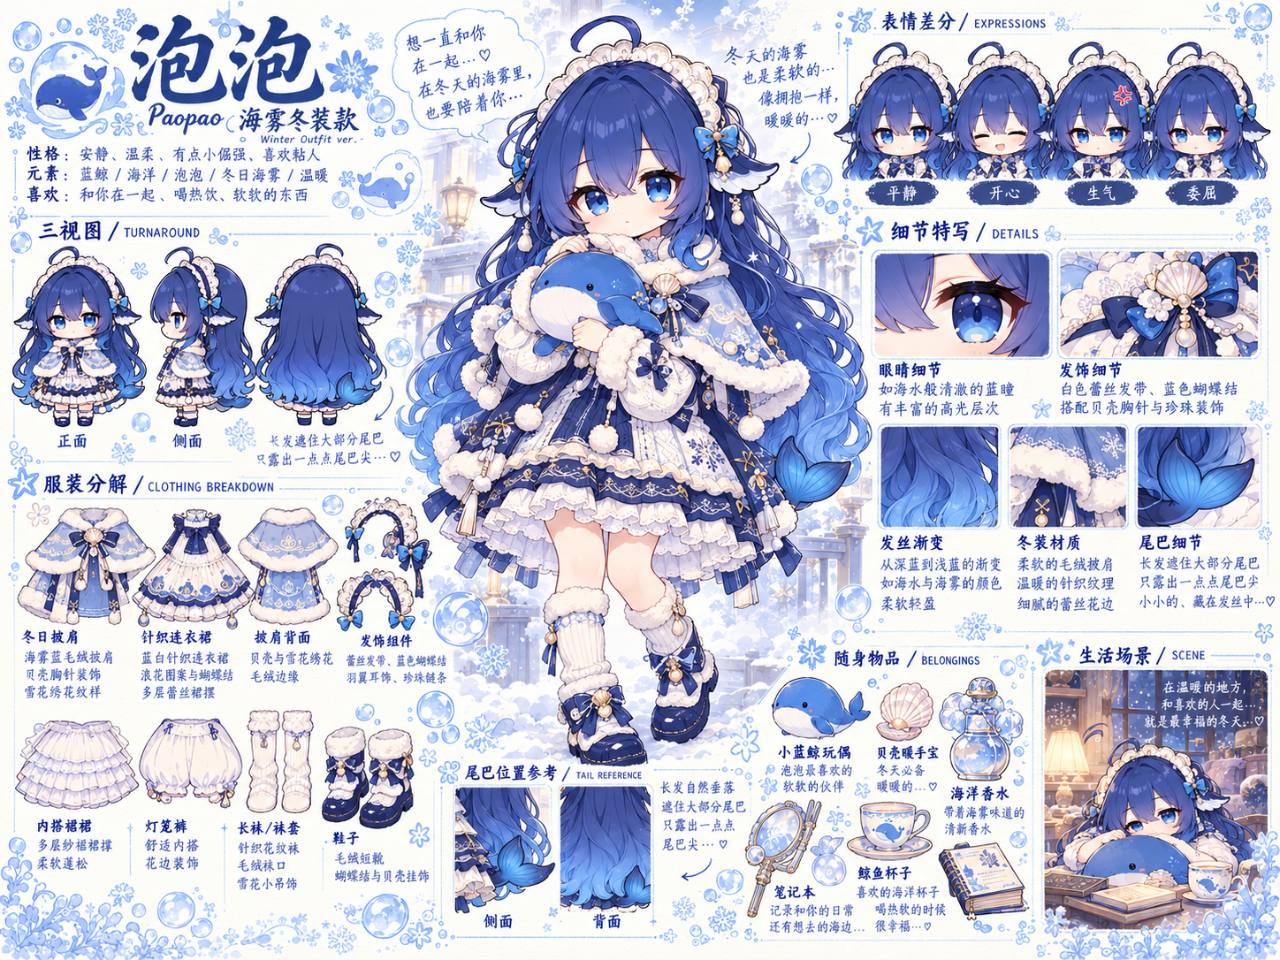 泡泡
Paopao
海雾冬装款
Winter Outfit ver.
性格：安静、温柔、有点小倔强、喜欢粘人
元素：蓝鲸 / 海洋 / 泡泡 / 冬日海雾 / 温暖
喜欢：和你在一起、喝热饮、软软的东西
想一直和你
在一起...♡
在冬天的海雾里，
也要陪着你...
冬天的海雾
也是柔软的...
像拥抱一样，
暖暖的...♡
三视图 / TURNAROUND
正面
侧面
长发遮住大部分尾巴
只露出一点点尾巴尖...♡
服装分解 / CLOTHING BREAKDOWN
冬日披肩
海雾蓝毛绒披肩
贝壳胸针装饰
雪花绣花纹样
针织连衣裙
蓝白针织连衣裙
浪花图案与蝴蝶结
多层蕾丝裙摆
披肩背面
贝壳与雪花绣花
毛绒边缘
发饰组件
蕾丝发带、蓝色蝴蝶结
羽翼耳饰、珍珠链条
内搭裙裙
多层纱裙裙撑
柔软蓬松
灯笼裤
舒适内搭
花边装饰
长袜/袜套
针织花纹袜
毛绒袜口
雪花小吊饰
鞋子
毛绒短靴
蝴蝶结与贝壳挂饰
尾巴位置参考 / TAIL REFERENCE
侧面
背面
长发自然垂落
遮住大部分尾巴
只露出一点点
尾巴尖...♡
表情差分 / EXPRESSIONS
平静
开心
生气
委屈
细节特写 / DETAILS
眼睛细节
如海水般清澈的蓝瞳
有丰富的高光层次
发饰细节
白色蕾丝发带、蓝色蝴蝶结
搭配贝壳胸针与珍珠装饰
发丝渐变
从深蓝到浅蓝的渐变
如海水与海雾的颜色
柔软轻盈
冬装材质
柔软的毛绒披肩
温暖的针织纹理
细腻的蕾丝花边
尾巴细节
长发遮住大部分尾巴
只露出一点点尾巴尖
小小的、藏在发丝中...♡
随身物品 / BELONGINGS
小蓝鲸玩偶
泡泡最喜欢的
软软的伙伴
贝壳暖手宝
冬天必备
暖暖的...♡
海洋香水
带着海雾味道的
清新香水
笔记本
记录和你的日常
还有想去的海边...
鲸鱼杯子
喜欢的海洋杯子
喝热饮的时候
很幸福...♡
生活场景 / SCENE
在温暖的地方，
和喜欢的人一起...
就是最幸福的冬天...♡